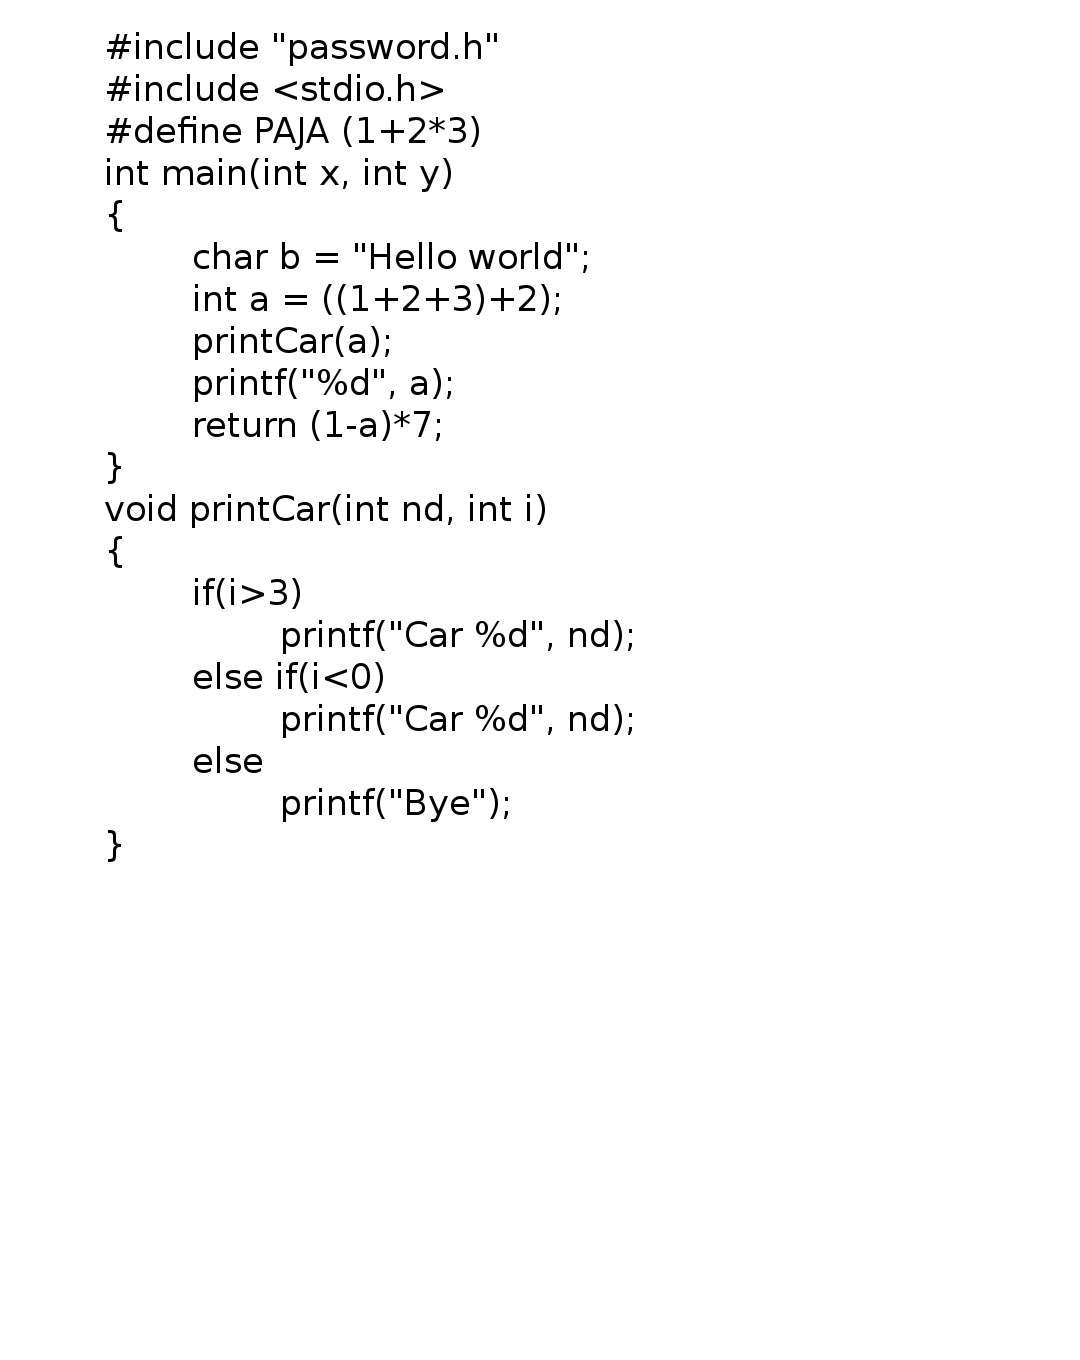 #include "password.h"
#include <stdio.h>
#define PAJA (1+2*3)
int main(int x, int y)
{
	char b = "Hello world";
	int a = ((1+2+3)+2);
	printCar(a);
	printf("%d", a);
	return (1-a)*7;
}
void printCar(int nd, int i)
{
	if(i>3)
		printf("Car %d", nd);
	else if(i<0)
		printf("Car %d", nd);
	else
		printf("Bye");
}